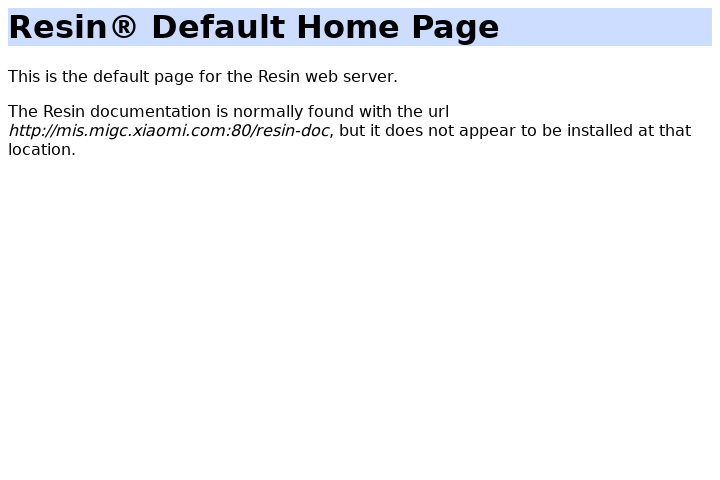 Resin® Default Home Page
This is the default page for the Resin web server.
The Resin documentation is normally found with the url
http://mis.migc.xiaomi.com:80/resin-doc, but it does not appear to be installed at that
location.